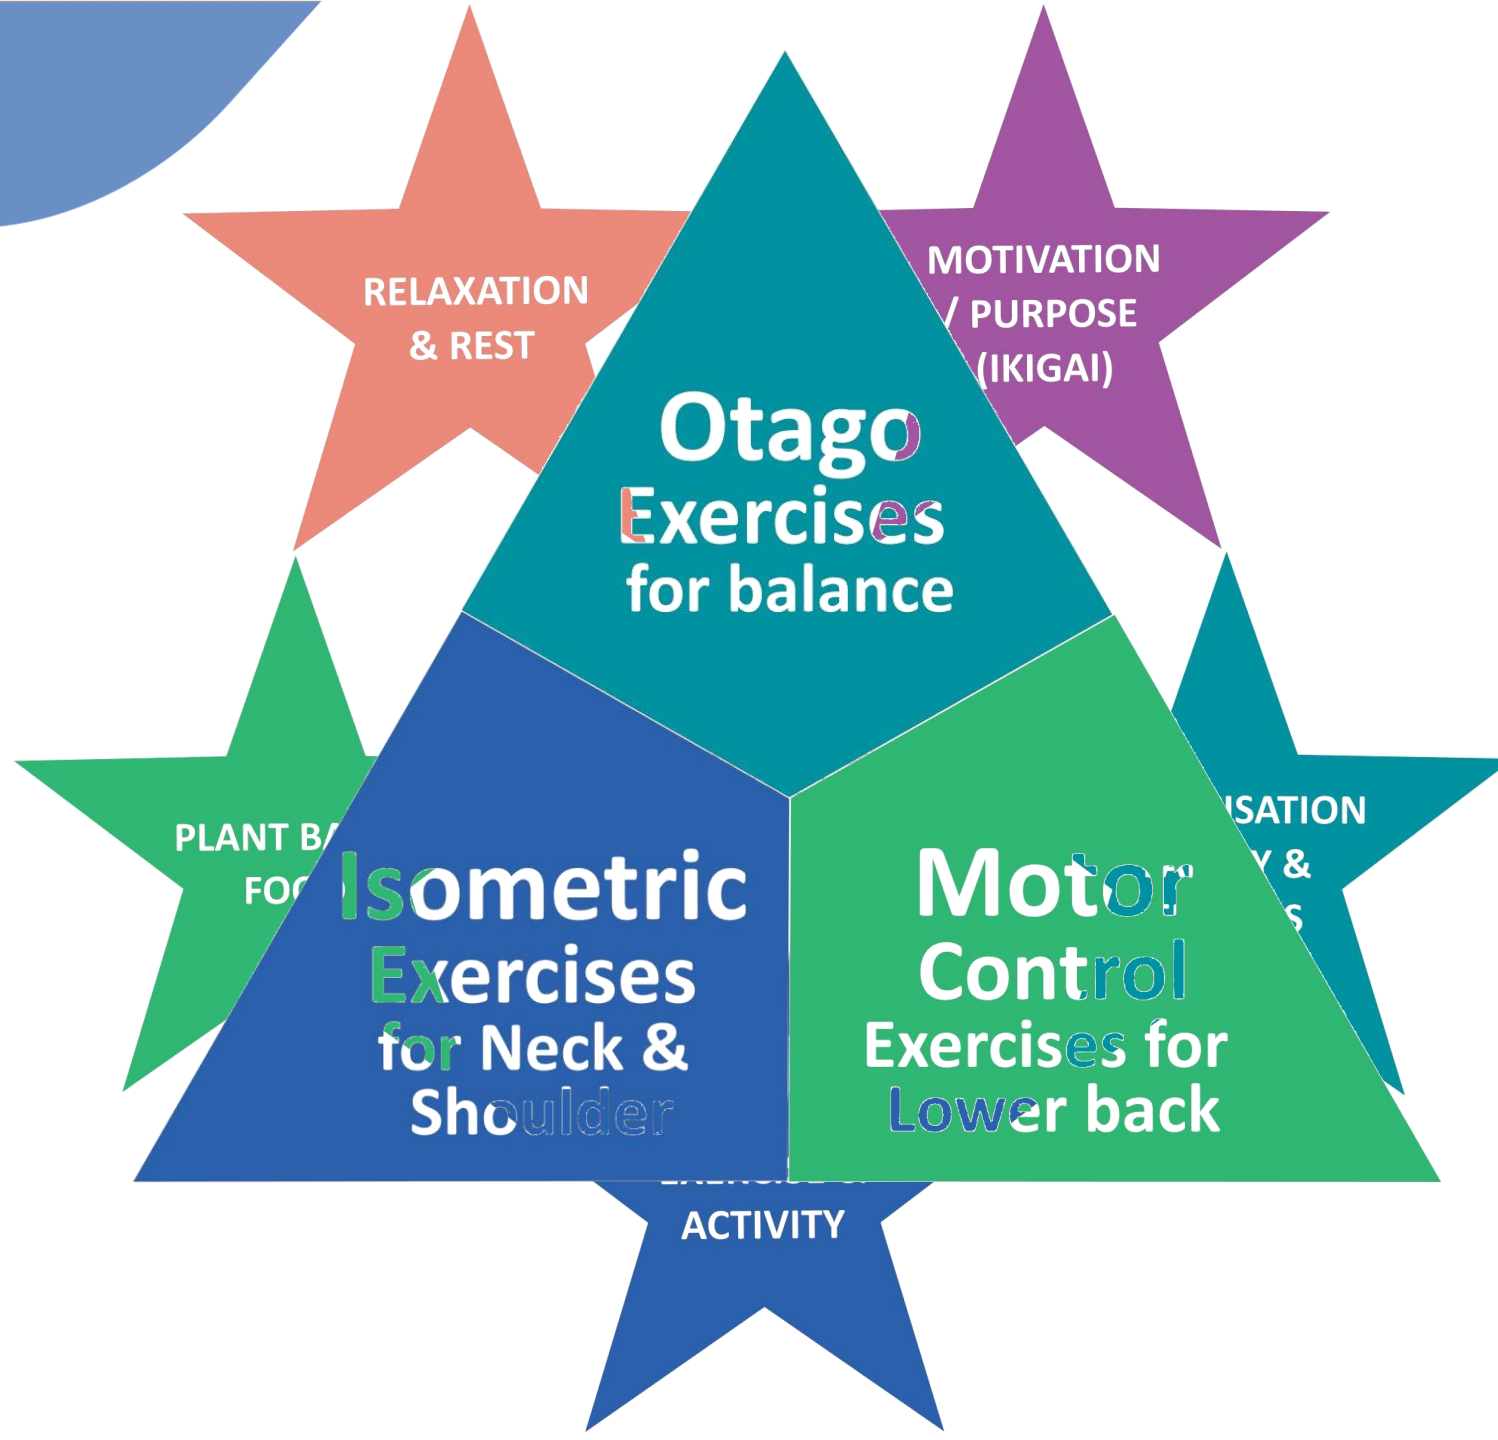 RELAXATION
& REST
MOTIVATION
/ PURPOSE
(IKIGAI)
Otago
Exercises
for balance
PLANT
Isometric
Exercises
for Neck &
Shoulder
&
Motor
Control
Exercises for
Lower back
ACTIVITY